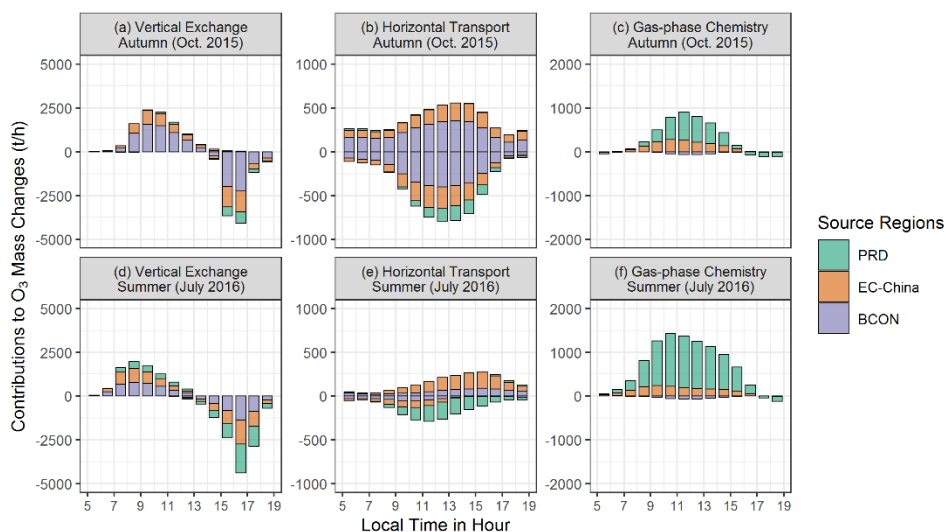 (a) Vertical Exchange
Autumn (Oct. 2015)
(b) Horizontal Transport
Autumn (Oct. 2015)
(c) Gas-phase Chemistry
Autumn (Oct. 2015)
5000
2500
0
-2500
-5000
1000
500
0
-500
-1000
2000
1000
0
-1000
-2000
Contributions to O3 Mass Changes (t/h)
(d) Vertical Exchange
Summer (July 2016)
(e) Horizontal Transport
Summer (July 2016)
(f) Gas-phase Chemistry
Summer (July 2016)
5000
2500
0
-2500
-5000
1000
500
0
-500
-1000
2000
1000
0
-1000
-2000
5 7 9 11 13 15 17 19
5 7 9 11 13 15 17 19
5 7 9 11 13 15 17 19
Local Time in Hour
Source Regions
PRD
EC-China
BCON